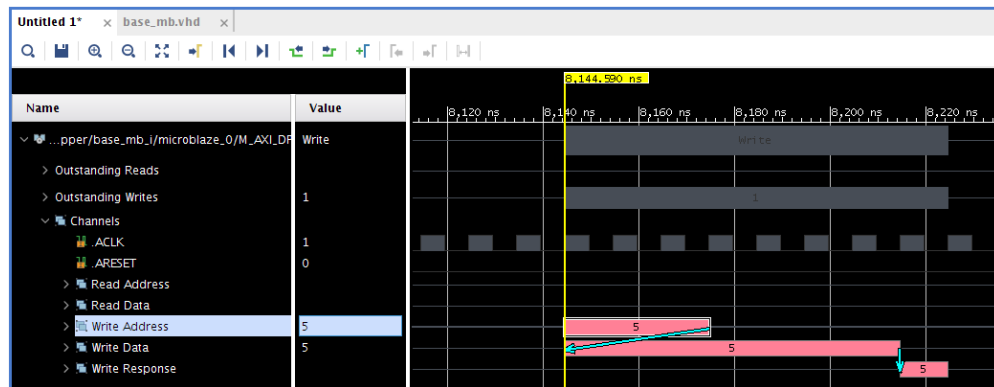 Untitled 1* × base_mb.vhd ×
8,144.590 ns
Name Value
8,120 ns 8,140 ns 8,160 ns 8,180 ns 8,200 ns 8,220 ns
...pper/base_mb_i/microblaze_0/M_AXI_DP Write Write
Outstanding Reads
Outstanding Writes 1 1
Channels
.ACLK 1
.ARESET 0
Read Address
Read Data
Write Address 5 5
Write Data 5 5
Write Response 5